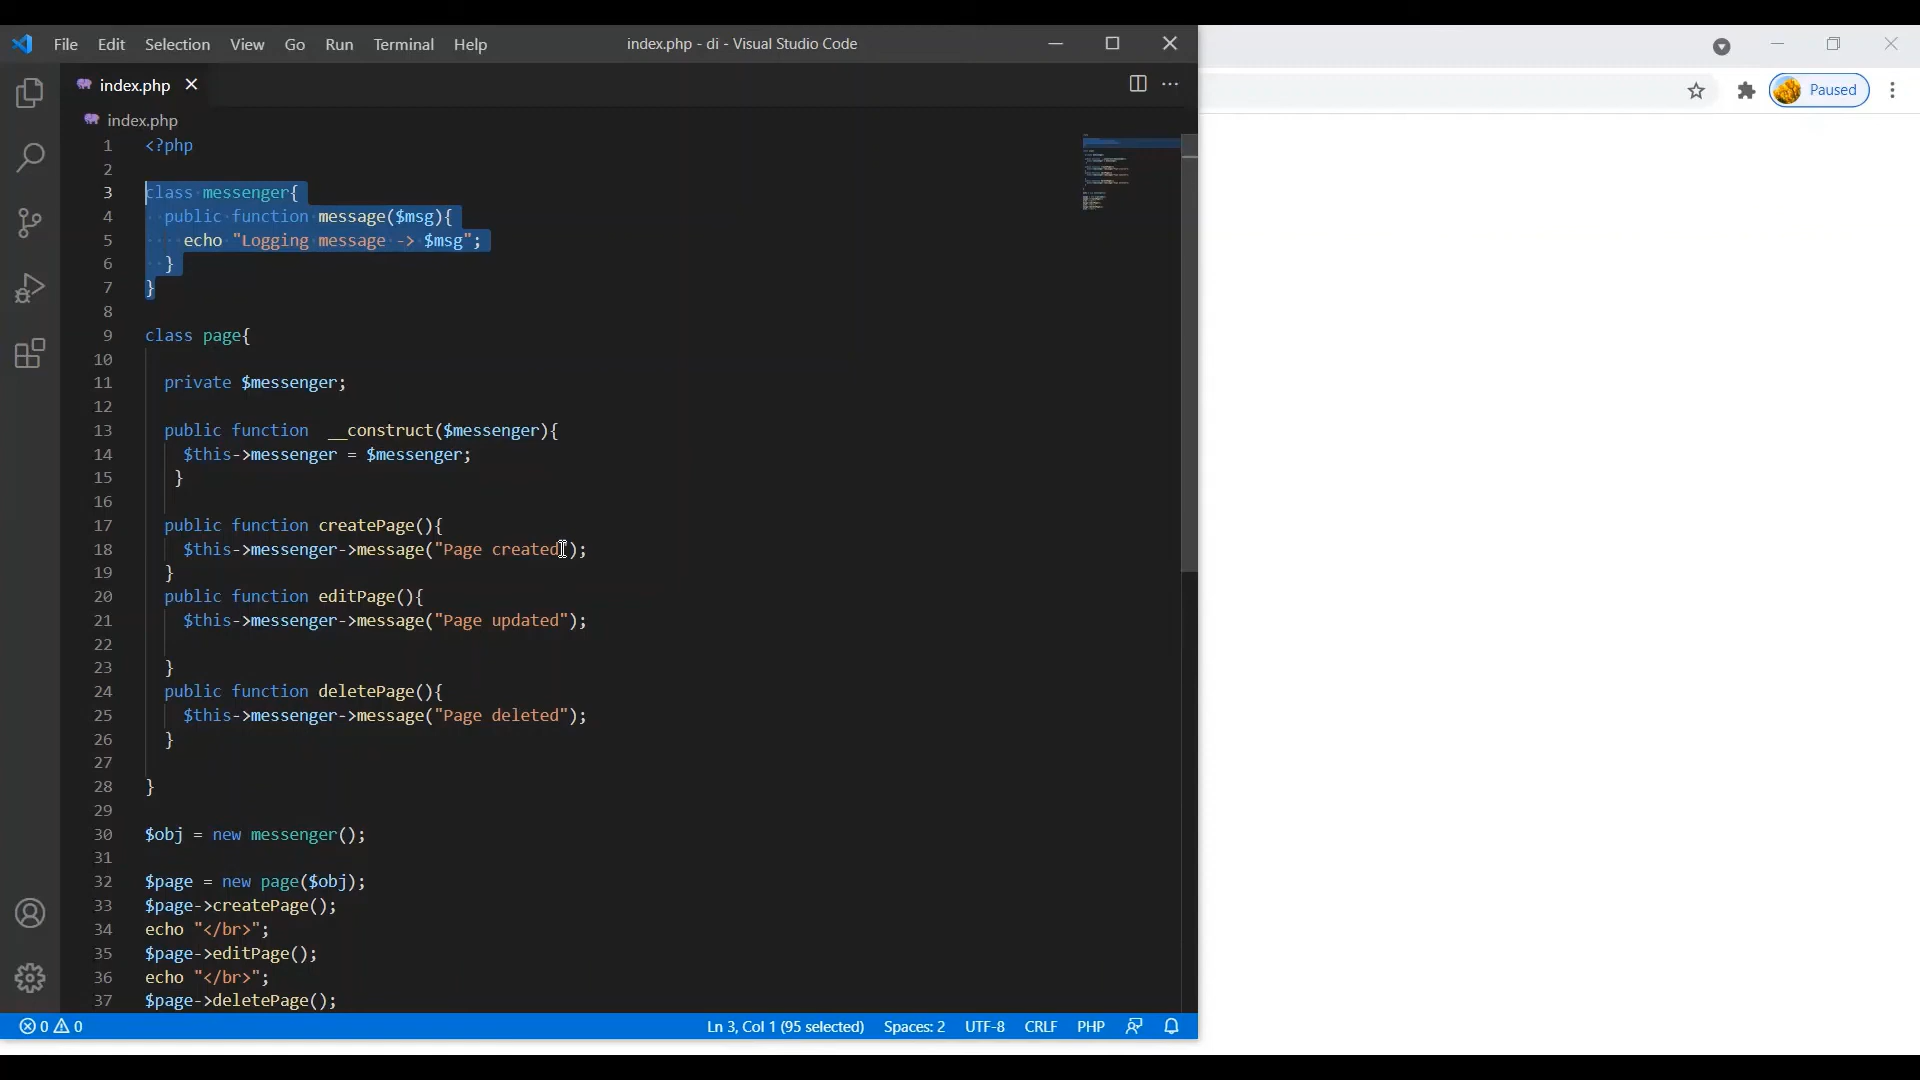 File Edit Selection View Go Run Terminal Help index.php - di - Visual Studio Code
index.php
Paused
index.php
1 <?php
2
3 class messenger{
4 public function message($msg){
5 echo "Logging message -> $msg";
6 }
7 }
8
9 class page{
10
11 private $messenger;
12
13 public function __construct($messenger){
14 $this->messenger = $messenger;
15 }
16
17 public function createPage(){
18 $this->messenger->message("Page created");
19 }
20 public function editPage(){
21 $this->messenger->message("Page updated");
22
23 }
24 public function deletePage(){
25 $this->messenger->message("Page deleted");
26 }
27
28 }
29
30 $obj = new messenger();
31
32 $page = new page($obj);
33 $page->createPage();
34 echo "</br>";
35 $page->editPage();
36 echo "</br>";
37 $page->deletePage();
0 0 Ln 3, Col 1 (95 selected) Spaces: 2 UTF-8 CRLF PHP